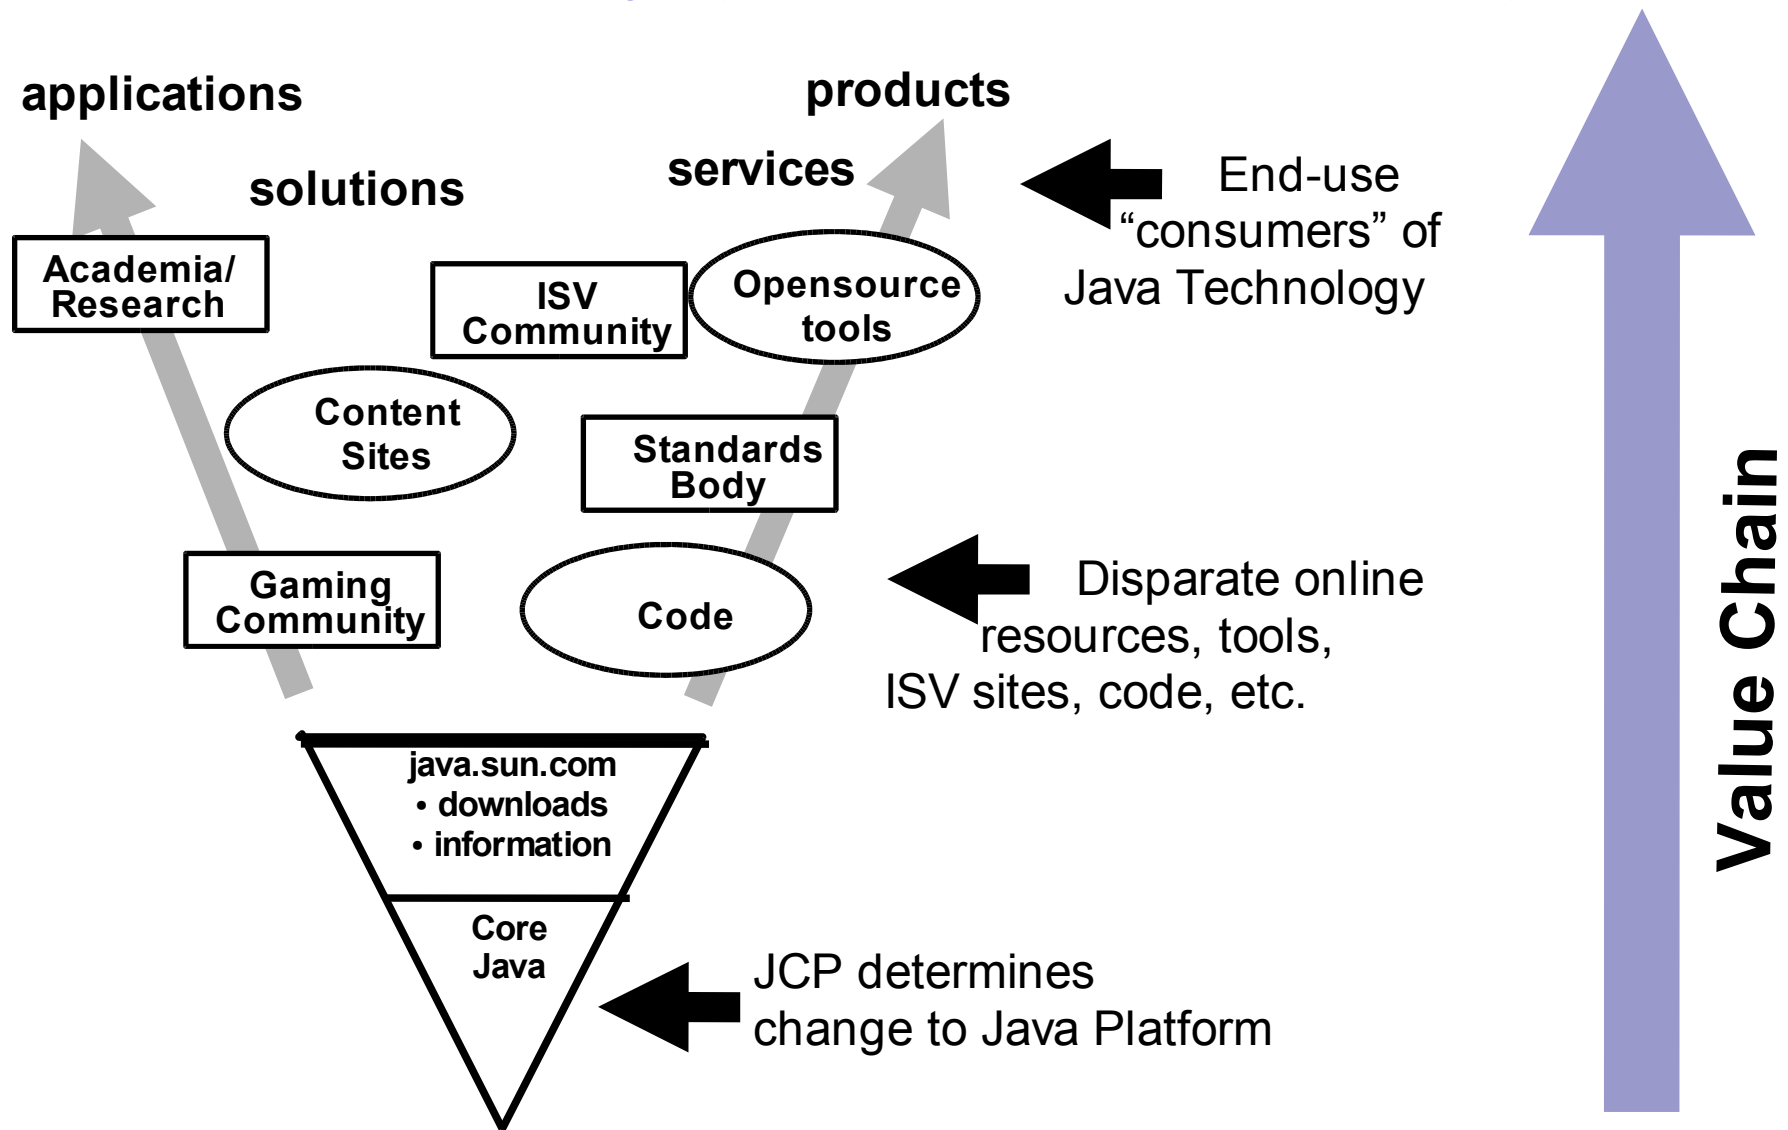 applications
products
solutions
services
End-use
“consumers” of
Java Technology
Academia/
Research
ISV
Community
Opensource
tools
Content
Sites
Standards
Body
Gaming
Community
Code
Disparate online
resources, tools,
ISV sites, code, etc.
java.sun.com
• downloads
• information
Core
Java
JCP determines
change to Java Platform
Value Chain